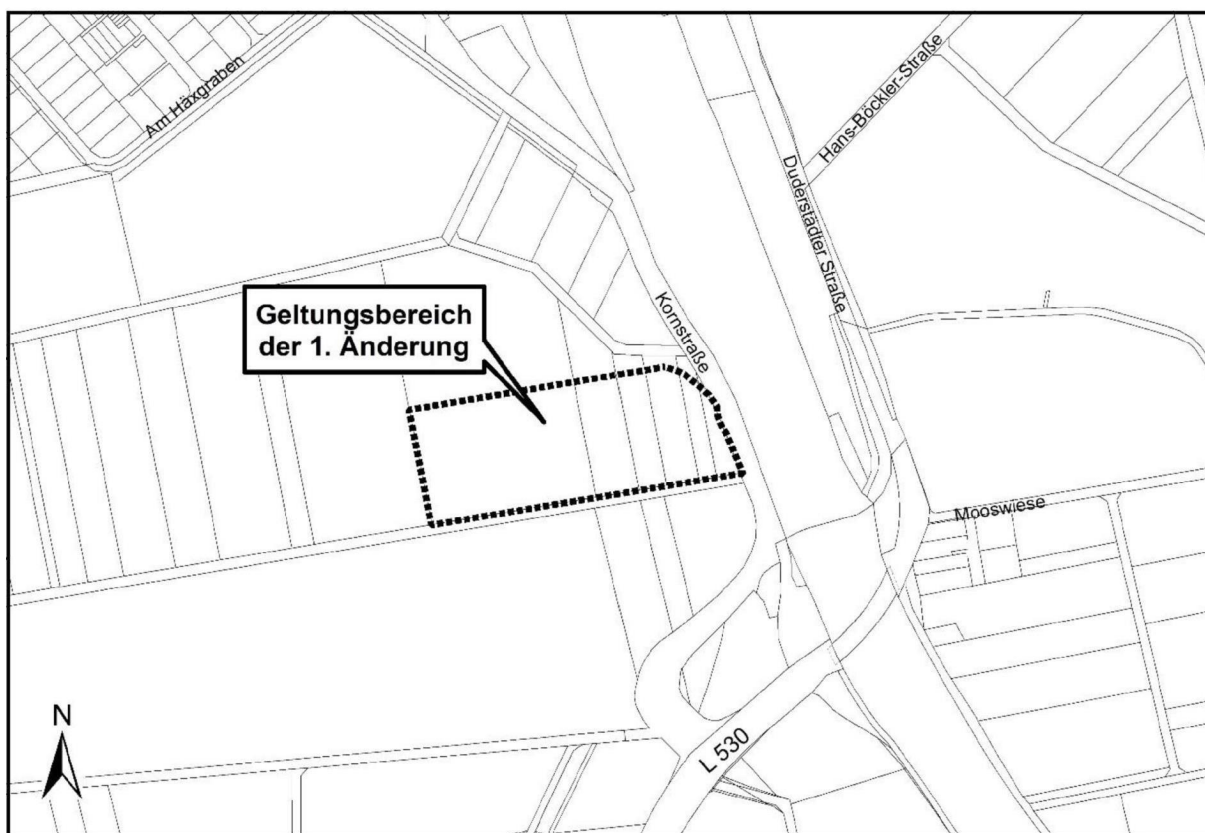 Am Häxgraben
Hans-Böckler-Straße
Duderstädter Straße
Geltungsbereich
der 1. Änderung
Kornstraße
Mooswiese
N
L 530